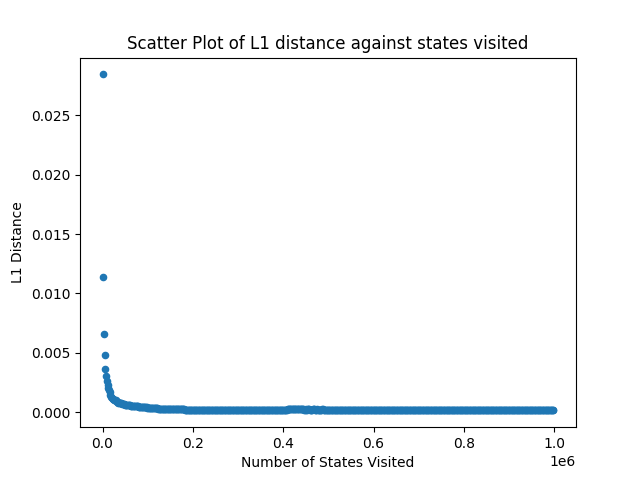 Scatter Plot of L1 distance against states visited
0.025
0.020
0.015
0.010
0.005
0.000
L1 Distance
0.0 0.2 0.4 0.6 0.8 1.0
1e6
Number of States Visited